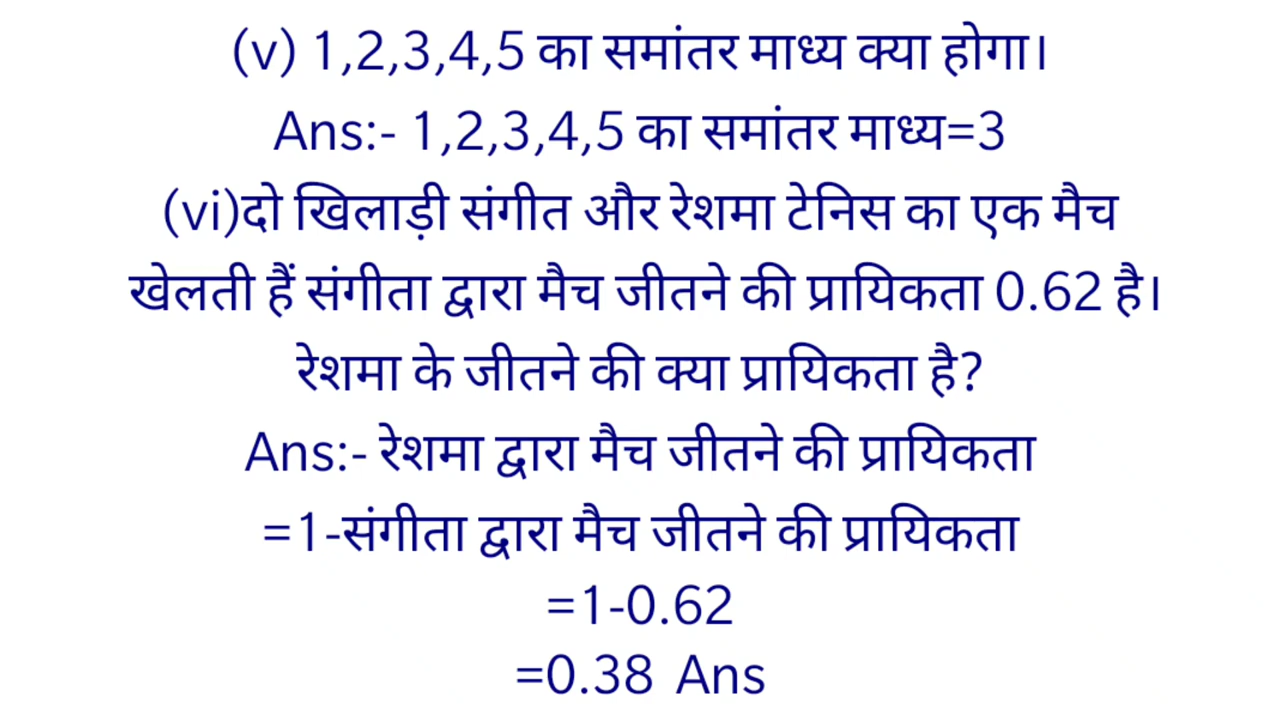 (v) 1,2,3,4,5 का समांतर माध्य क्या होगा।
Ans:- 1,2,3,4,5 का समांतर माध्य=3
(vi)दो खिलाड़ी संगीत और रेशमा टेनिस का एक मैच
खेलती हैं संगीता द्वारा मैच जीतने की प्रायिकता 0.62 है।
रेशमा के जीतने की क्या प्रायिकता है?
Ans:- रेशमा द्वारा मैच जीतने की प्रायिकता
=1-संगीता द्वारा मैच जीतने की प्रायिकता
=1-0.62
=0.38 Ans